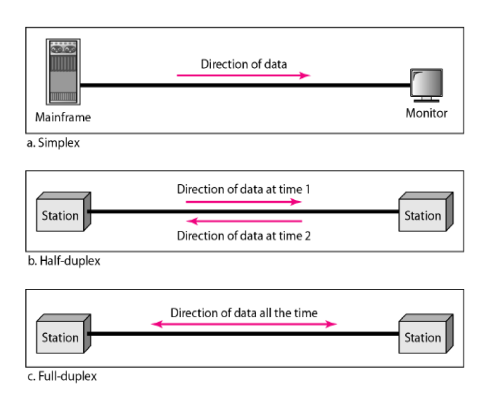 Direction of data
Mainframe
Monitor
a. Simplex
Direction of data at time 1
Station
Station
Direction of data at time 2
b. Half-duplex
Direction of data all the time
Station
Station
c. Full-duplex